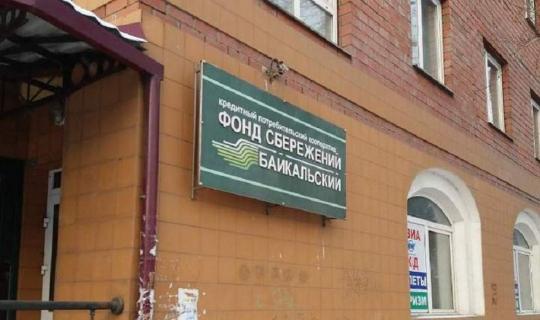 кредитный потребительский кооператив
ФОНД СБЕРЕЖЕНИЙ
БАЙКАЛЬСКИЙ